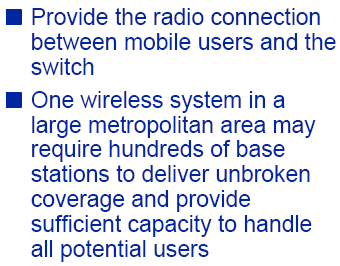 Provide the radio connection
between mobile users and the
switch
One wireless system in a
large metropolitan area may
require hundreds of base
stations to deliver unbroken
coverage and provide
sufficient capacity to handle
all potential users